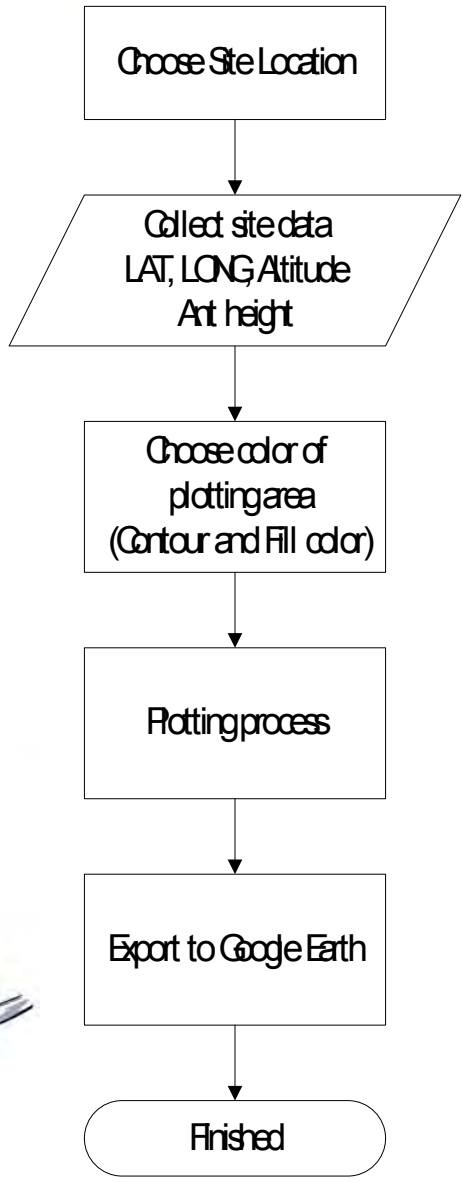 Choose Site Location
Collect site data
LAT, LONG, Altitude
Ant height
Choose color of
plotting area
(Contour and Fill color)
Plotting process
Export to Google Earth
Finished